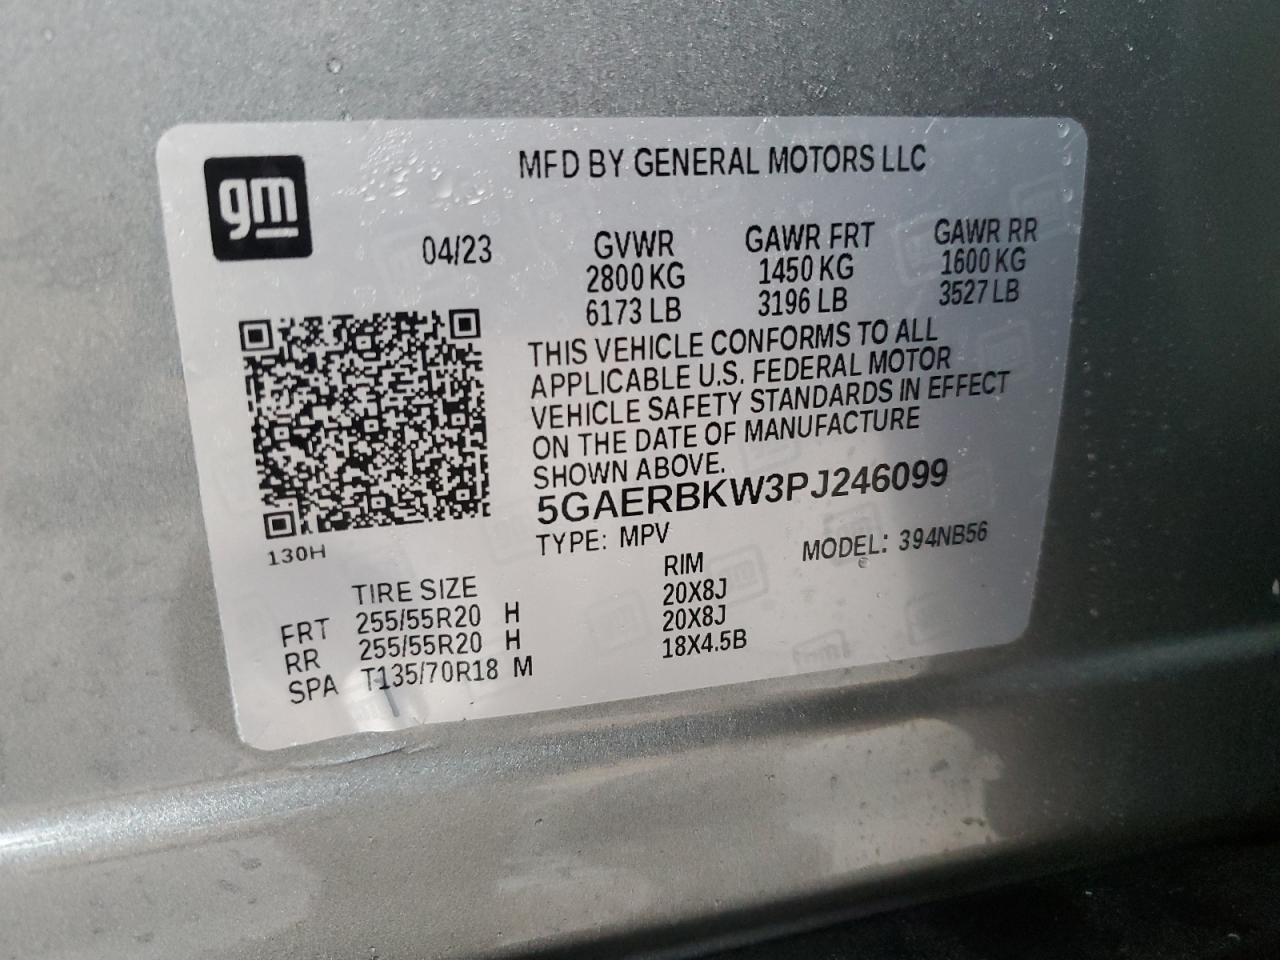 gm
MFD BY GENERAL MOTORS LLC
04/23
GVWR GAWR FRT GAWR RR
2800 KG 1450 KG 1600 KG
6173 LB 3196 LB 3527 LB
THIS VEHICLE CONFORMS TO ALL
APPLICABLE U.S. FEDERAL MOTOR
VEHICLE SAFETY STANDARDS IN EFFECT
ON THE DATE OF MANUFACTURE
SHOWN ABOVE.
5GAERBKW3PJ246099
TYPE: MPV MODEL: 394NB56
130H
TIRE SIZE RIM
FRT 255/55R20 H 20X8J
RR 255/55R20 H 20X8J
SPA T135/70R18 M 18X4.5B